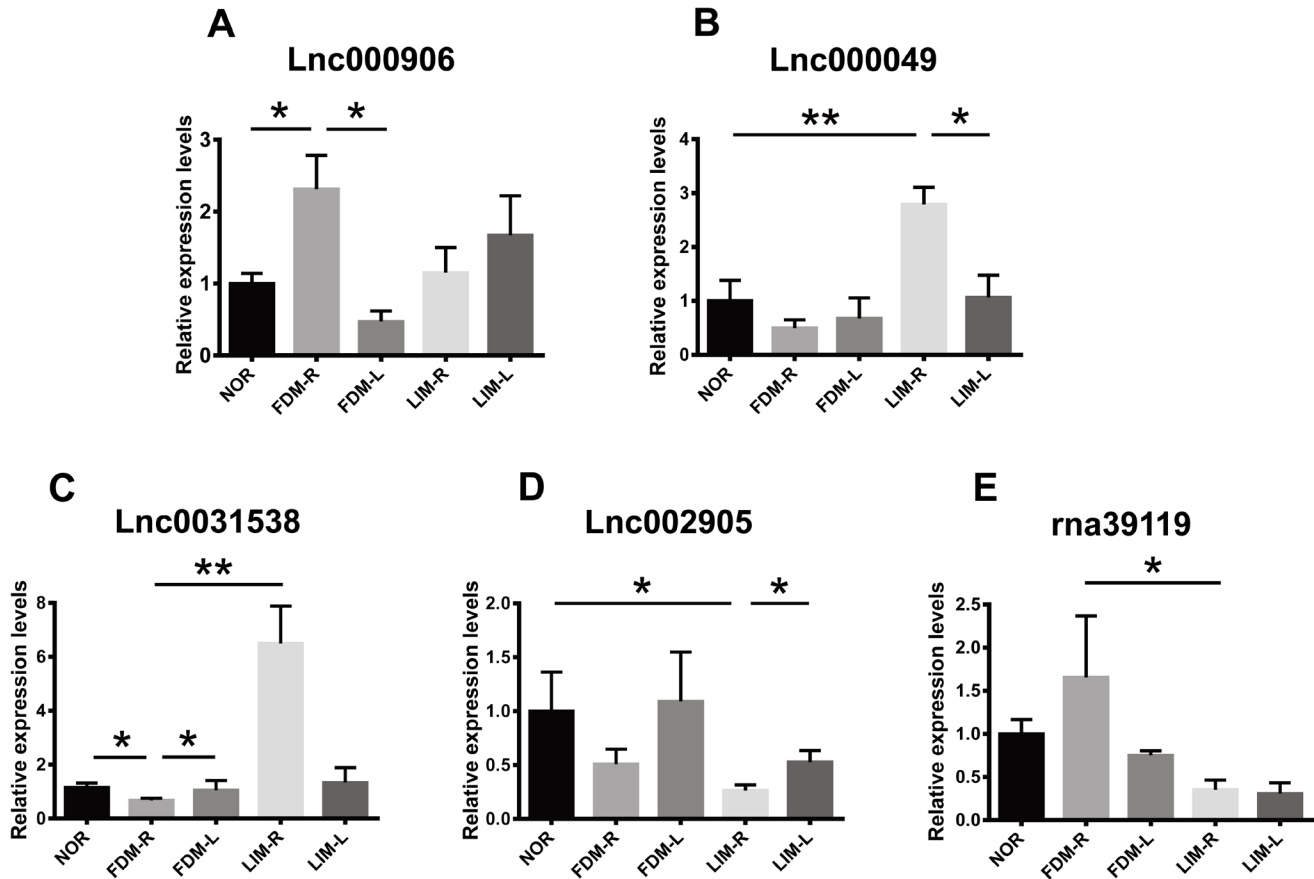 A
Lnc000906
* *
Relative expression levels
3
2
1
0
NOR
FDM-R
FDM-L
LIM-R
LIM-L
B
Lnc000049
** *
Relative expression levels
4
3
2
1
0
NOR
FDM-R
FDM-L
LIM-R
LIM-L
C
Lnc0031538
**
* *
Relative expression levels
8
6
4
2
0
NOR
FDM-R
FDM-L
LIM-R
LIM-L
D
Lnc002905
* *
Relative expression levels
2.0
1.5
1.0
0.5
0.0
NOR
FDM-R
FDM-L
LIM-R
LIM-L
E
rna39119
*
Relative expression levels
2.5
2.0
1.5
1.0
0.5
0.0
NOR
FDM-R
FDM-L
LIM-R
LIM-L